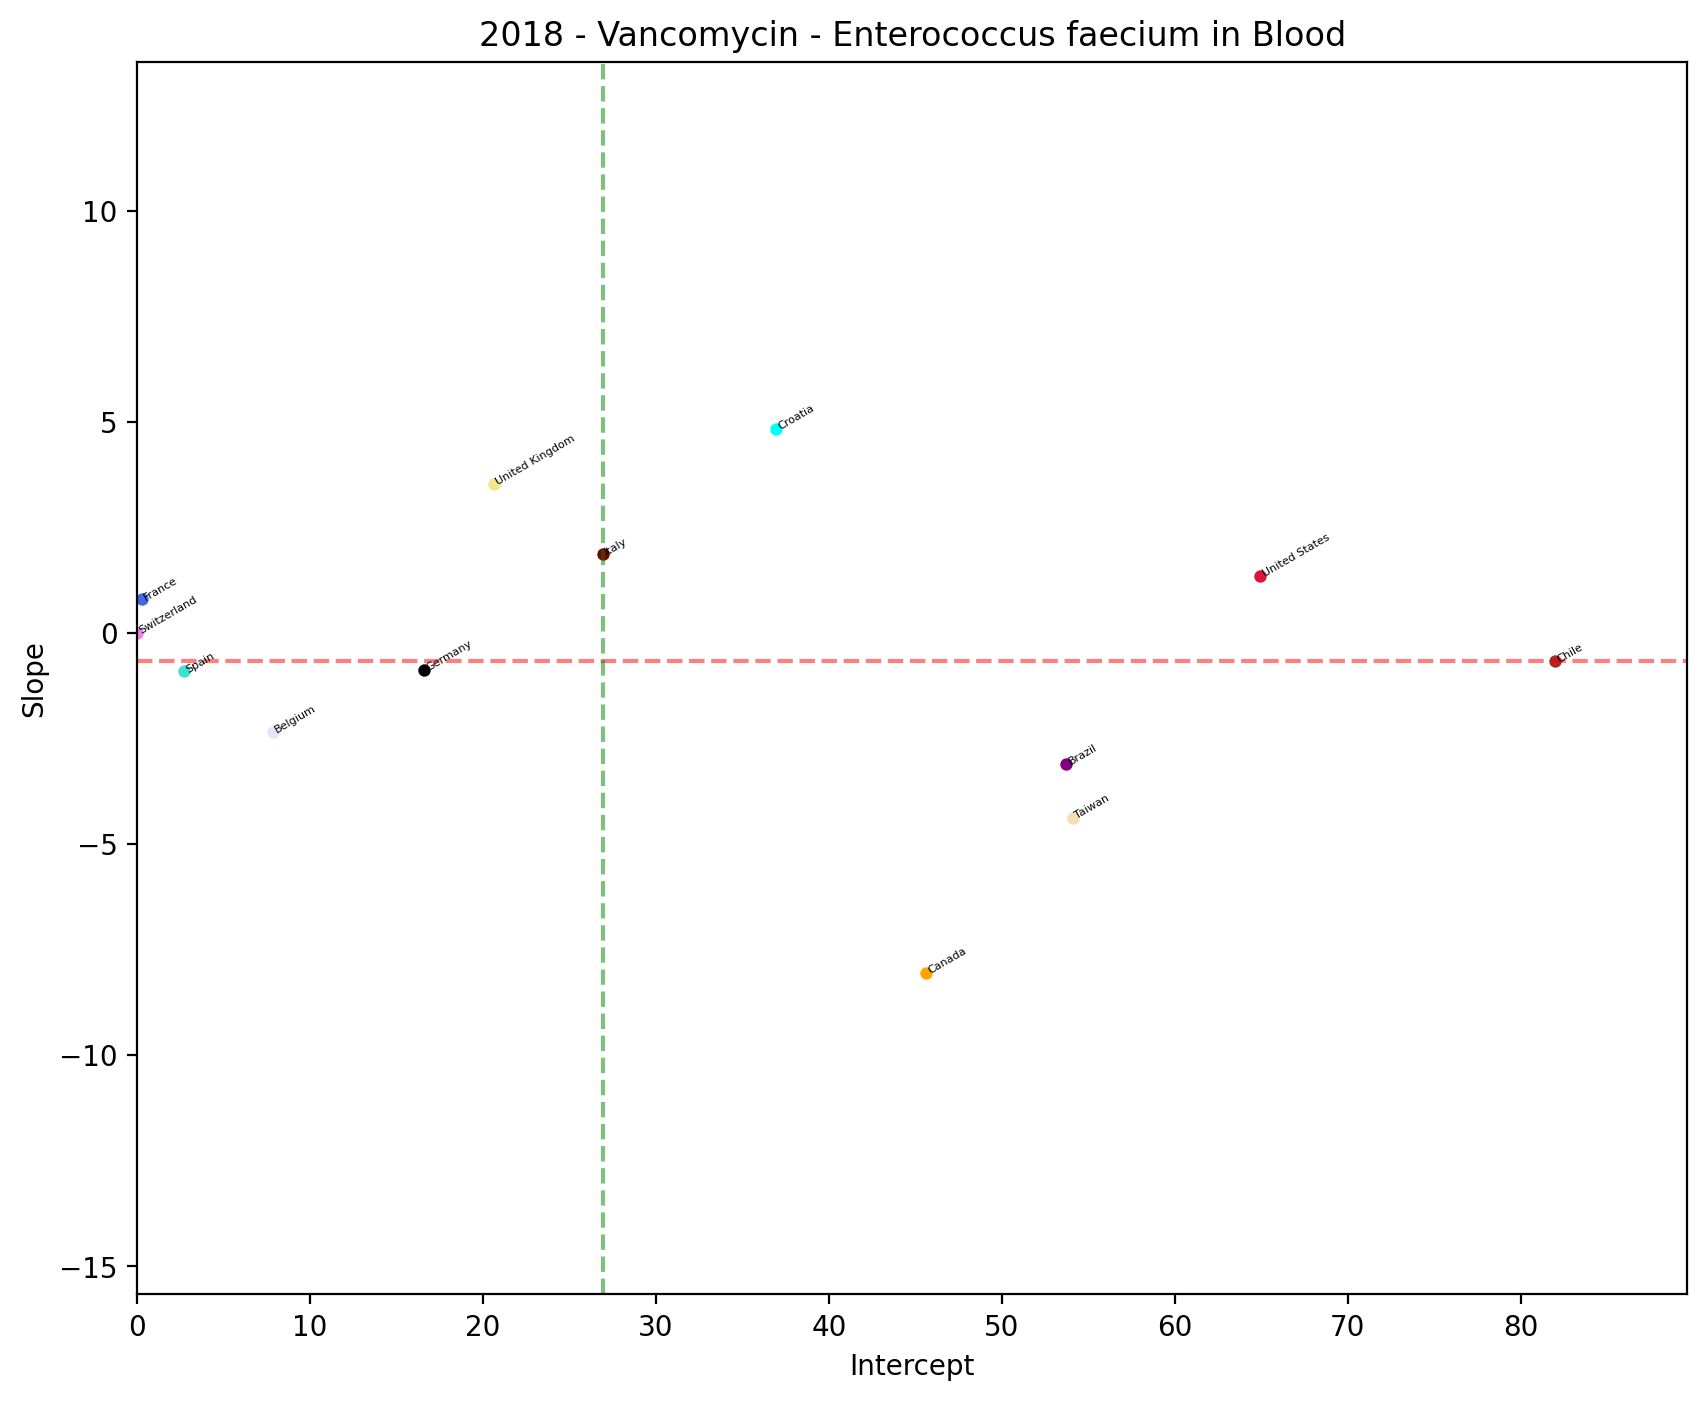 2018 - Vancomycin - Enterococcus faecium in Blood
10
5
0
−5
−10
−15
Slope
Croatia
United Kingdom
Italy
United States
France
Switzerland
Spain
Germany
Chile
Belgium
Brazil
Taiwan
Canada
0 10 20 30 40 50 60 70 80
Intercept